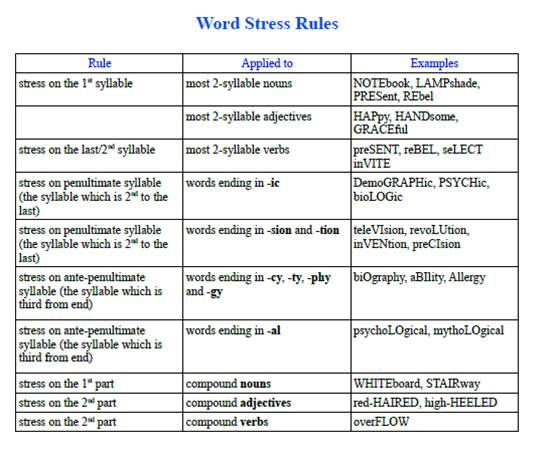 Word Stress Rules
Rule Applied to Examples
stress on the 1st syllable most 2-syllable nouns NOTEbook, LAMPshade,
PRESent, REbel
most 2-syllable adjectives HAPpy, HANDsome,
GRACEful
stress on the last/2nd syllable most 2-syllable verbs preSENT, reBEL, seLECT
inVITE
stress on penultimate syllable words ending in -ic DemoGRAPHic, PSYCHic,
(the syllable which is 2nd to the bioLOGic
last)
stress on penultimate syllable words ending in -sion and -tion teleVIsion, revoLUtion,
(the syllable which is 2nd to the inVENtion, preCIsion
last)
stress on ante-penultimate words ending in -cy, -ty, -phy biOgraphy, aBIlity, Allergy
syllable (the syllable which is and -gy
third from end)
stress on ante-penultimate words ending in -al psychoLOgical, mythoLOgical
syllable (the syllable which is
third from end)
stress on the 1st part compound nouns WHITEboard, STAIRway
stress on the 2nd part compound adjectives red-HAIRED, high-HEELED
stress on the 2nd part compound verbs overFLOW